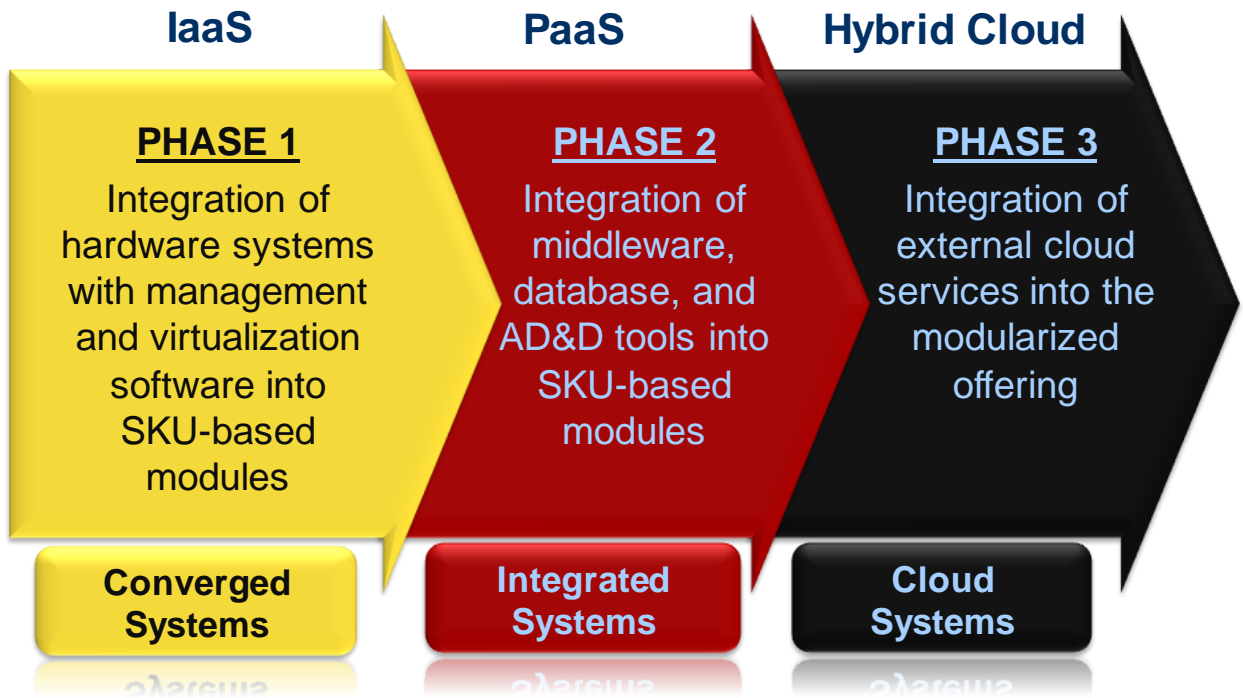 IaaS
PaaS
Hybrid Cloud
PHASE 1
Integration of
hardware systems
with management
and virtualization
software into
SKU-based
modules
PHASE 2
Integration of
middleware,
database, and
AD&D tools into
SKU-based
modules
PHASE 3
Integration of
external cloud
services into the
modularized
offering
Converged
Systems
Integrated
Systems
Cloud
Systems